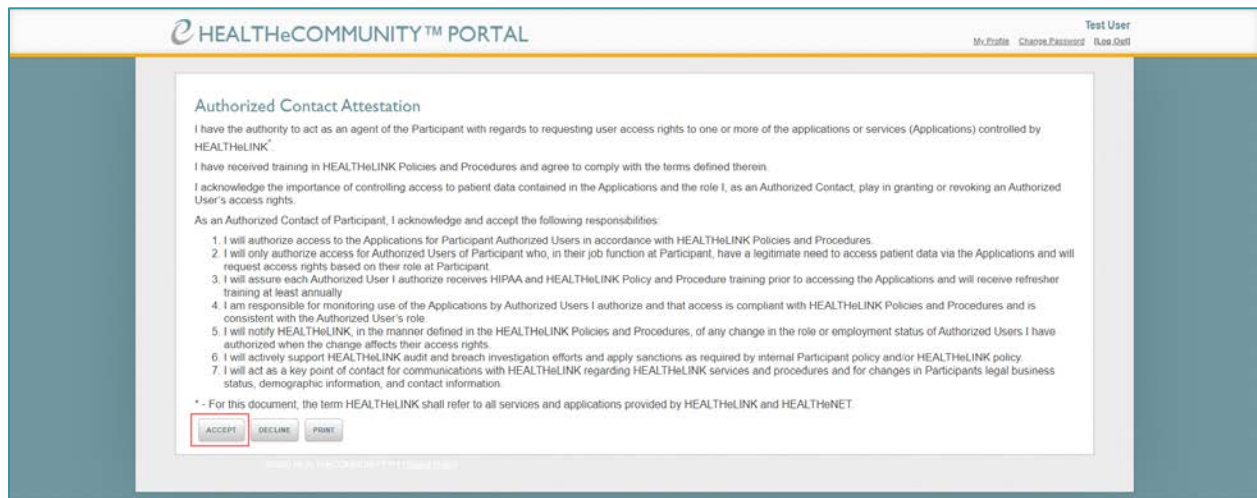 HEALTHeCOMMUNITY™ PORTAL
Test User
My Profile Change Password [Log Out]
Authorized Contact Attestation
I have the authority to act as an agent of the Participant with regards to requesting user access rights to one or more of the applications or services (Applications) controlled by
HEALTHeLINK*.
I have received training in HEALTHeLINK Policies and Procedures and agree to comply with the terms defined therein.
I acknowledge the importance of controlling access to patient data contained in the Applications and the role I, as an Authorized Contact, play in granting or revoking an Authorized
User's access rights.
As an Authorized Contact of Participant, I acknowledge and accept the following responsibilities:
1. I will authorize access to the Applications for Participant Authorized Users in accordance with HEALTHeLINK Policies and Procedures.
2. I will only authorize access for Authorized Users of Participant who, in their job function at Participant, have a legitimate need to access patient data via the Applications and will
request access rights based on their role at Participant.
3. I will assure each Authorized User I authorize receives HIPAA and HEALTHeLINK Policy and Procedure training prior to accessing the Applications and will receive refresher
training at least annually
4. I am responsible for monitoring use of the Applications by Authorized Users I authorize and that access is compliant with HEALTHeLINK Policies and Procedures and is
consistent with the Authorized User's role.
5. I will notify HEALTHeLINK, in the manner defined in the HEALTHeLINK Policies and Procedures, of any change in the role or employment status of Authorized Users I have
authorized when the change affects their access rights.
6. I will actively support HEALTHeLINK audit and breach investigation efforts and apply sanctions as required by internal Participant policy and/or HEALTHeLINK policy.
7. I will act as a key point of contact for communications with HEALTHeLINK regarding HEALTHeLINK services and procedures and for changes in Participants legal business
status, demographic information, and contact information.
* - For this document, the term HEALTHeLINK shall refer to all services and applications provided by HEALTHeLINK and HEALTHeNET.
ACCEPT DECLINE PRINT